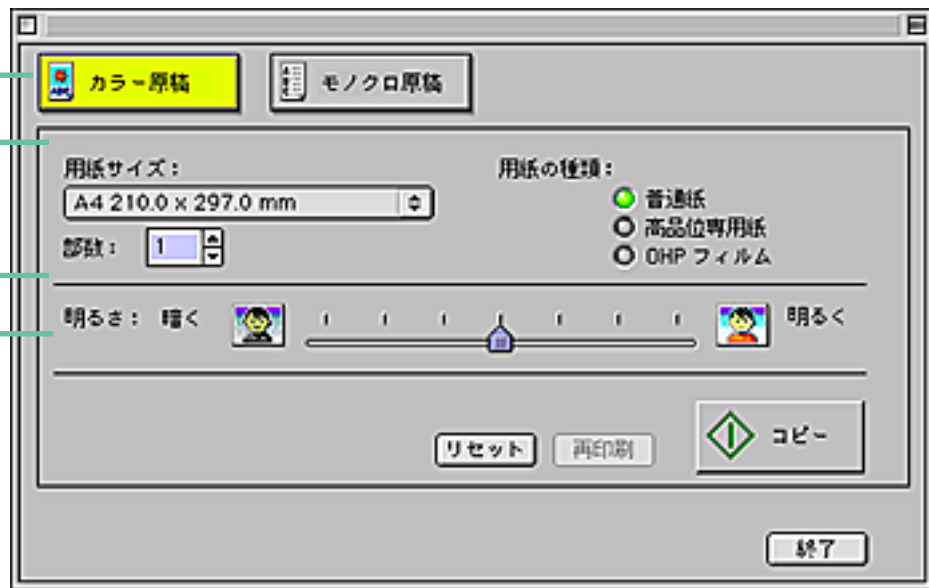 カラー原稿 モノクロ原稿
用紙サイズ： 用紙の種類：
A4 210.0 x 297.0 mm 普通紙
高品位専用紙
部数： 1 OHP フィルム
明るさ： 暗く 明るく
リセット 再印刷 コピー
終了